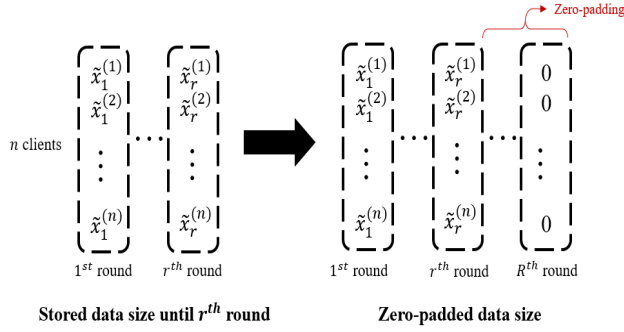 Zero-padding
x̃₁⁽¹⁾ x̃ᵣ⁽¹⁾ x̃₁⁽¹⁾ x̃ᵣ⁽¹⁾ 0
x̃₁⁽²⁾ x̃ᵣ⁽²⁾ x̃₁⁽²⁾ x̃ᵣ⁽²⁾ 0
n clients ⋮ ⋯ ⋮ ⋮ ⋯ ⋮ ⋯ ⋮
x̃₁⁽ⁿ⁾ x̃ᵣ⁽ⁿ⁾ x̃₁⁽ⁿ⁾ x̃ᵣ⁽ⁿ⁾ 0
1ˢᵗ round rᵗʰ round 1ˢᵗ round rᵗʰ round Rᵗʰ round
Stored data size until rᵗʰ round Zero-padded data size